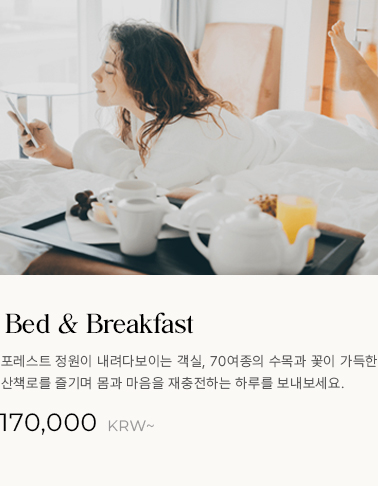 Bed & Breakfast
포레스트 정원이 내려다보이는 객실, 70여종의 수목과 꽃이 가득한
산책로를 즐기며 몸과 마음을 재충전하는 하루를 보내보세요.
170,000 KRW~